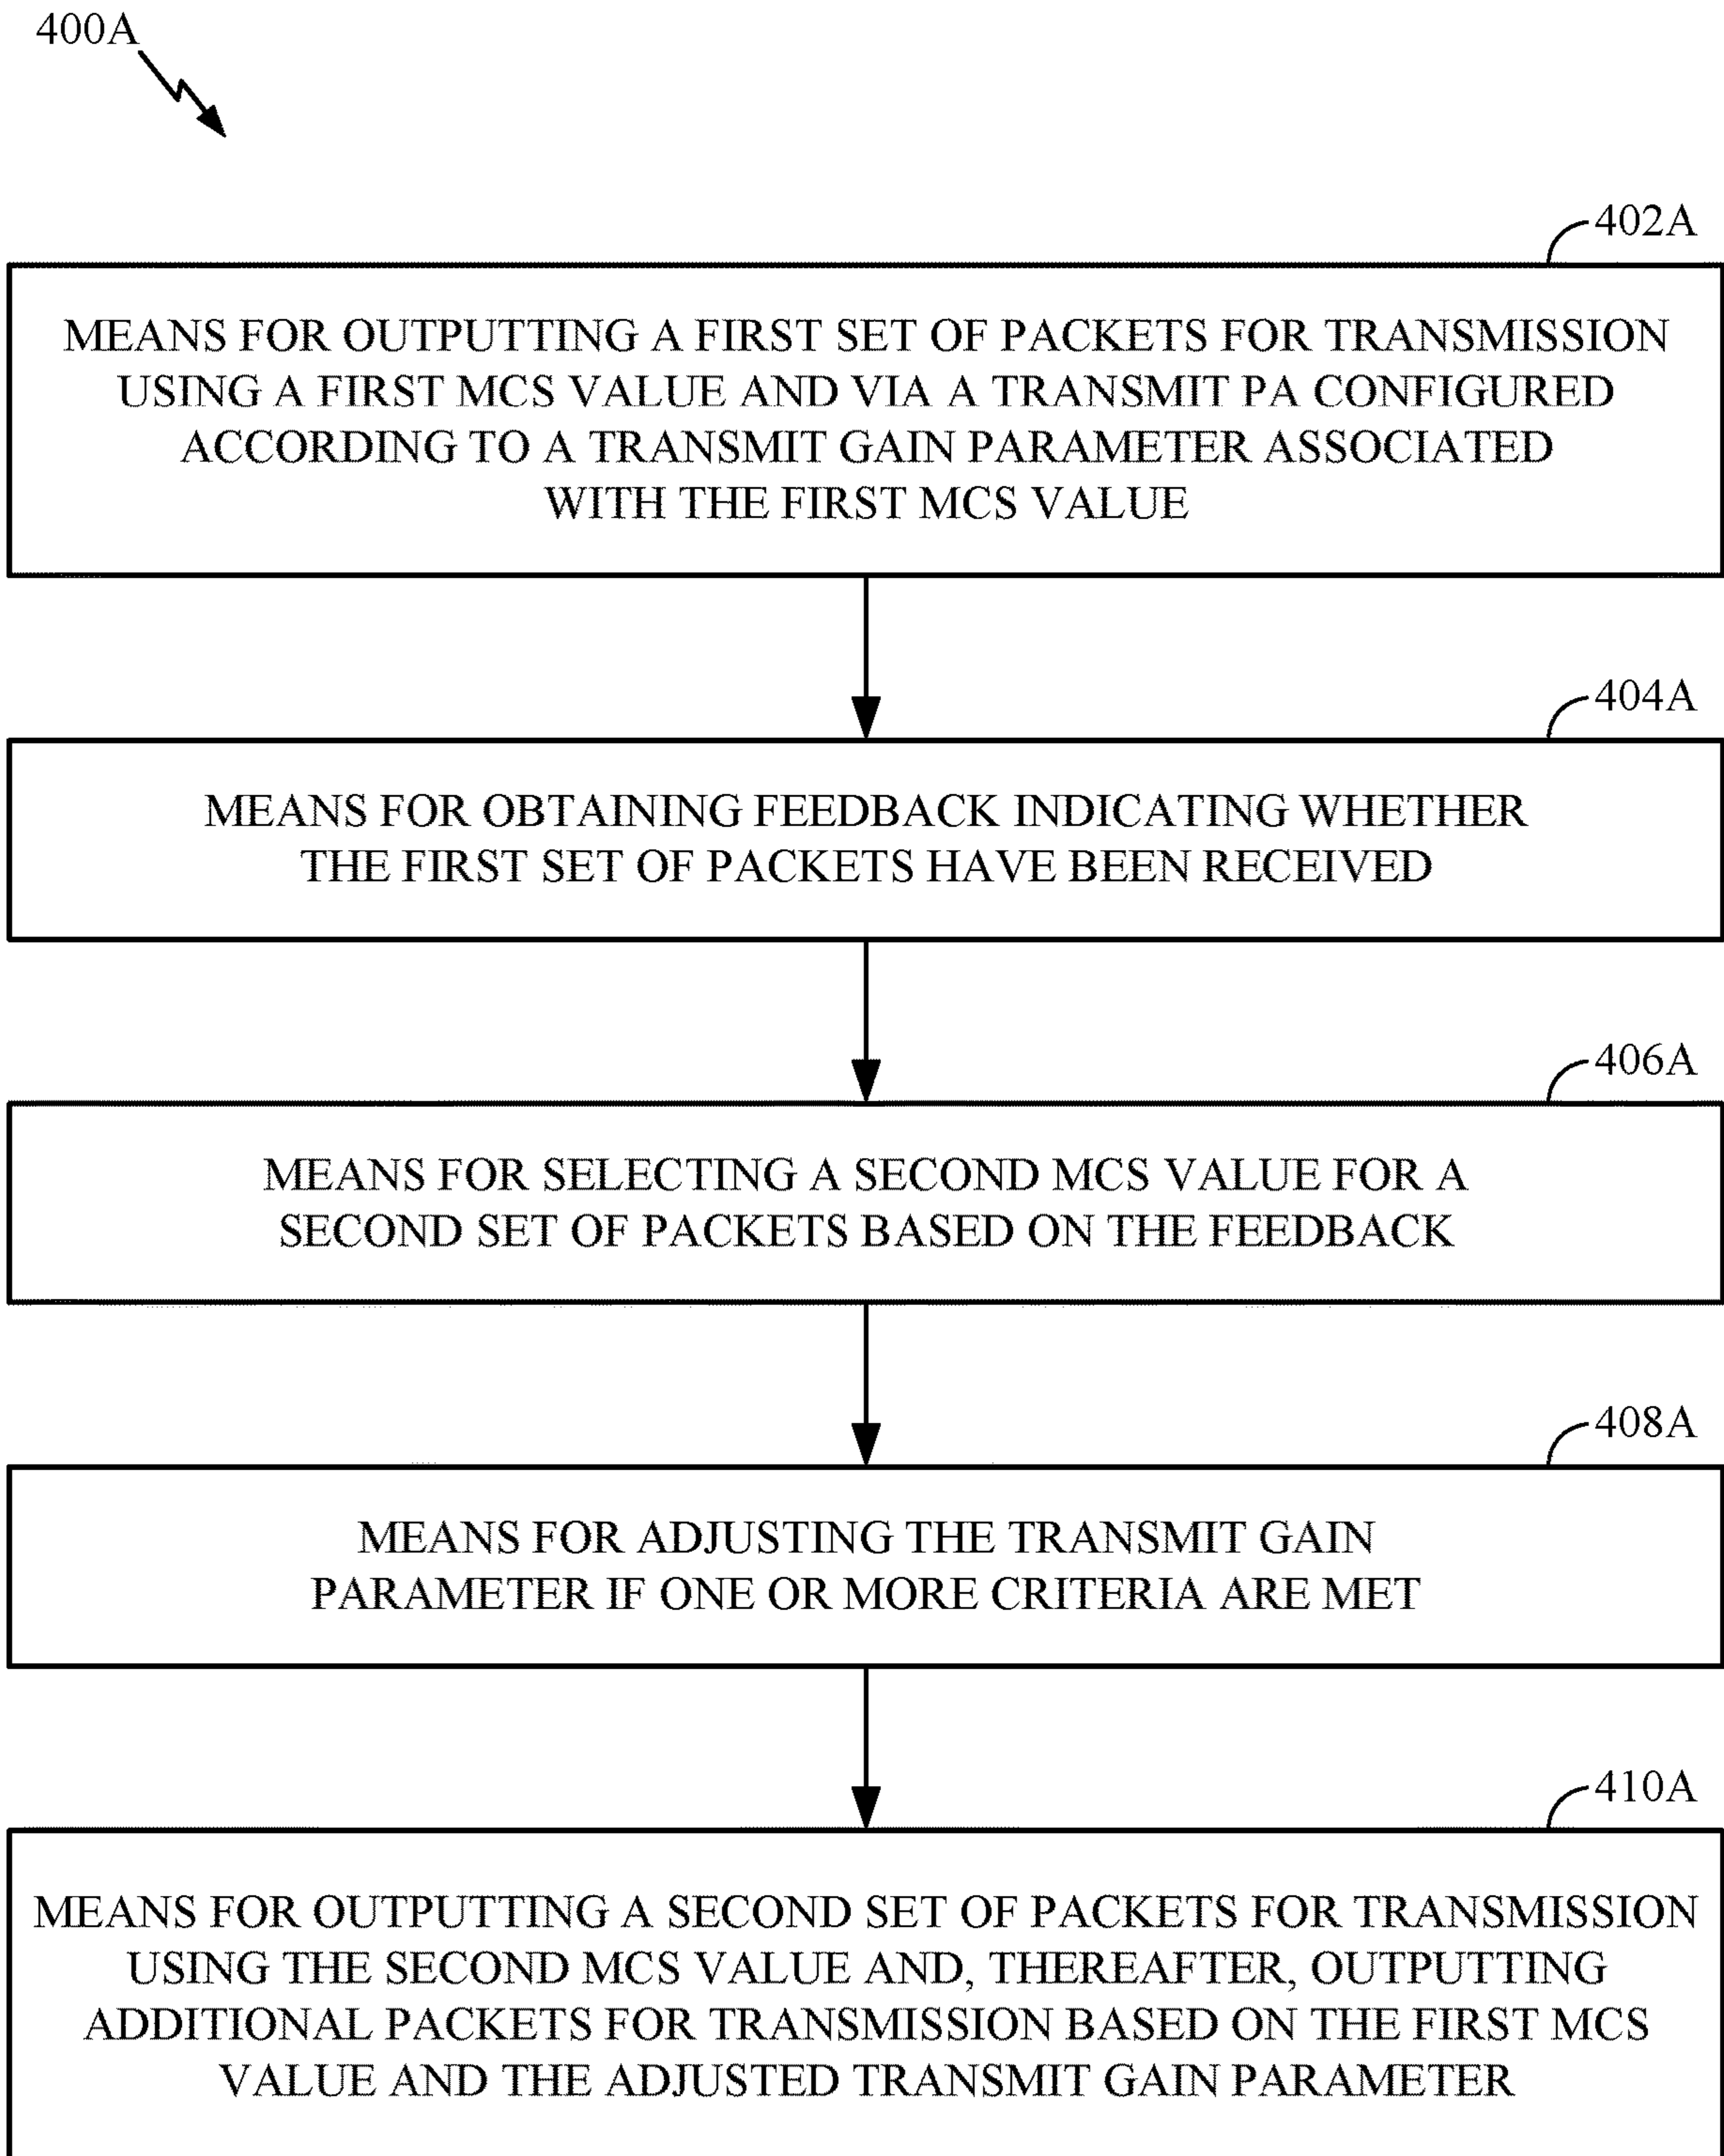 400A
402A
MEANS FOR OUTPUTTING A FIRST SET OF PACKETS FOR TRANSMISSION
USING A FIRST MCS VALUE AND VIA A TRANSMIT PA CONFIGURED
ACCORDING TO A TRANSMIT GAIN PARAMETER ASSOCIATED
WITH THE FIRST MCS VALUE
404A
MEANS FOR OBTAINING FEEDBACK INDICATING WHETHER
THE FIRST SET OF PACKETS HAVE BEEN RECEIVED
406A
MEANS FOR SELECTING A SECOND MCS VALUE FOR A
SECOND SET OF PACKETS BASED ON THE FEEDBACK
408A
MEANS FOR ADJUSTING THE TRANSMIT GAIN
PARAMETER IF ONE OR MORE CRITERIA ARE MET
410A
MEANS FOR OUTPUTTING A SECOND SET OF PACKETS FOR TRANSMISSION
USING THE SECOND MCS VALUE AND, THEREAFTER, OUTPUTTING
ADDITIONAL PACKETS FOR TRANSMISSION BASED ON THE FIRST MCS
VALUE AND THE ADJUSTED TRANSMIT GAIN PARAMETER